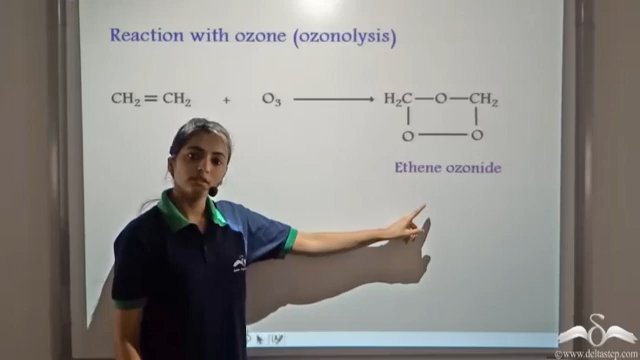 Reaction with ozone (ozonolysis)
CH₂ = CH₂ + O₃ ⟶ H₂C — O — CH₂
| |
O — O
Ethene ozonide
©www.deltastep.com